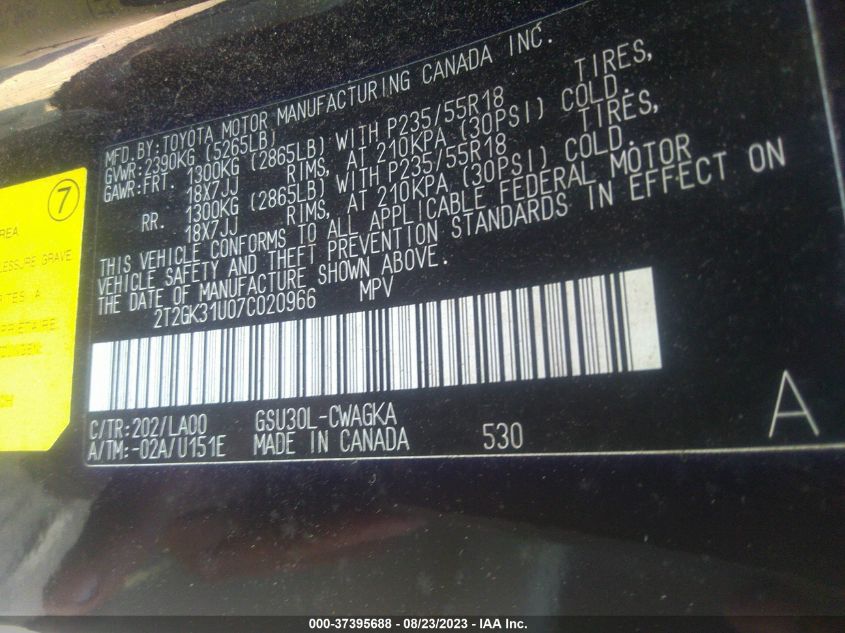 MFD.BY:TOYOTA MOTOR MANUFACTURING CANADA INC.
GVWR:2390KG (5265LB)
GAWR:FRT. 1300KG (2865LB) WITH P235/55R18 TIRES,
18X7JJ RIMS, AT 210KPA (30PSI) COLD.
RR. 1300KG (2865LB) WITH P235/55R18 TIRES,
18X7JJ RIMS, AT 210KPA (30PSI) COLD.
THIS VEHICLE CONFORMS TO ALL APPLICABLE FEDERAL MOTOR
VEHICLE SAFETY AND THEFT PREVENTION STANDARDS IN EFFECT ON
THE DATE OF MANUFACTURE SHOWN ABOVE.
2T2GK31U07C020966 MPV
C/TR:202/LA00 GSU30L-CWAGKA
A/TM:-02A/U151E MADE IN CANADA 530
A
7
GRAVE
A
000-37395688 - 08/23/2023 - IAA Inc.